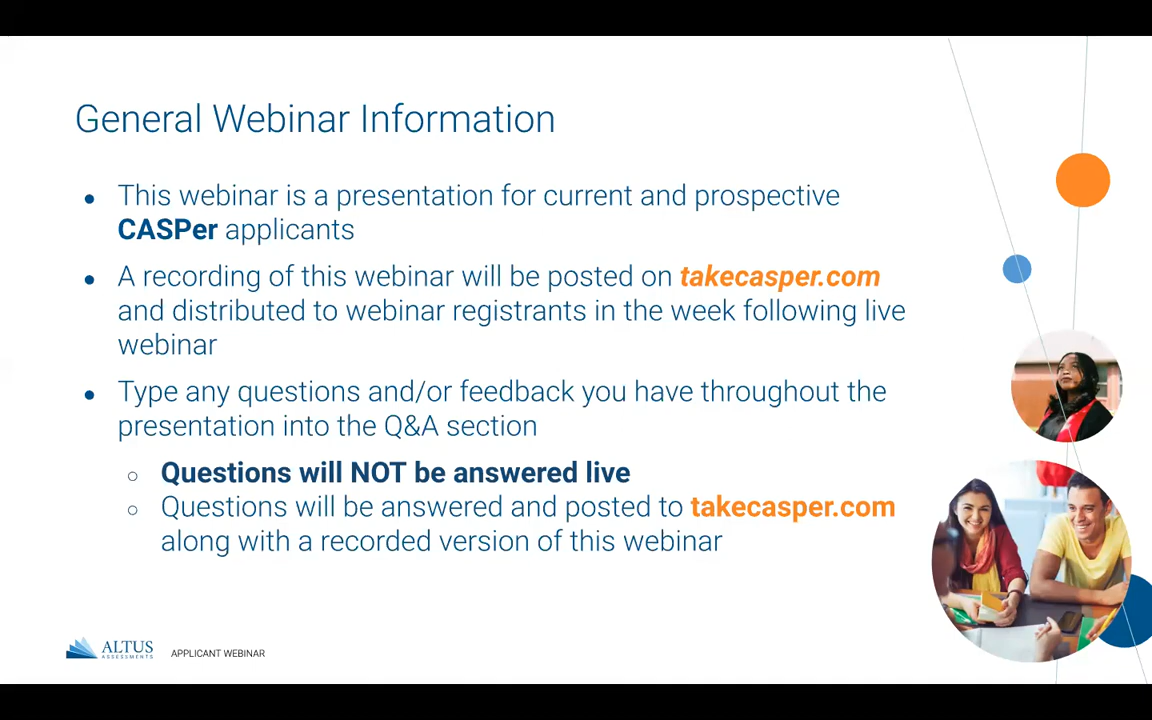 General Webinar Information
• This webinar is a presentation for current and prospective
CASPer applicants
• A recording of this webinar will be posted on takecasper.com
and distributed to webinar registrants in the week following live
webinar
• Type any questions and/or feedback you have throughout the
presentation into the Q&A section
○ Questions will NOT be answered live
○ Questions will be answered and posted to takecasper.com
along with a recorded version of this webinar
ALTUS
ASSESSMENTS
APPLICANT WEBINAR